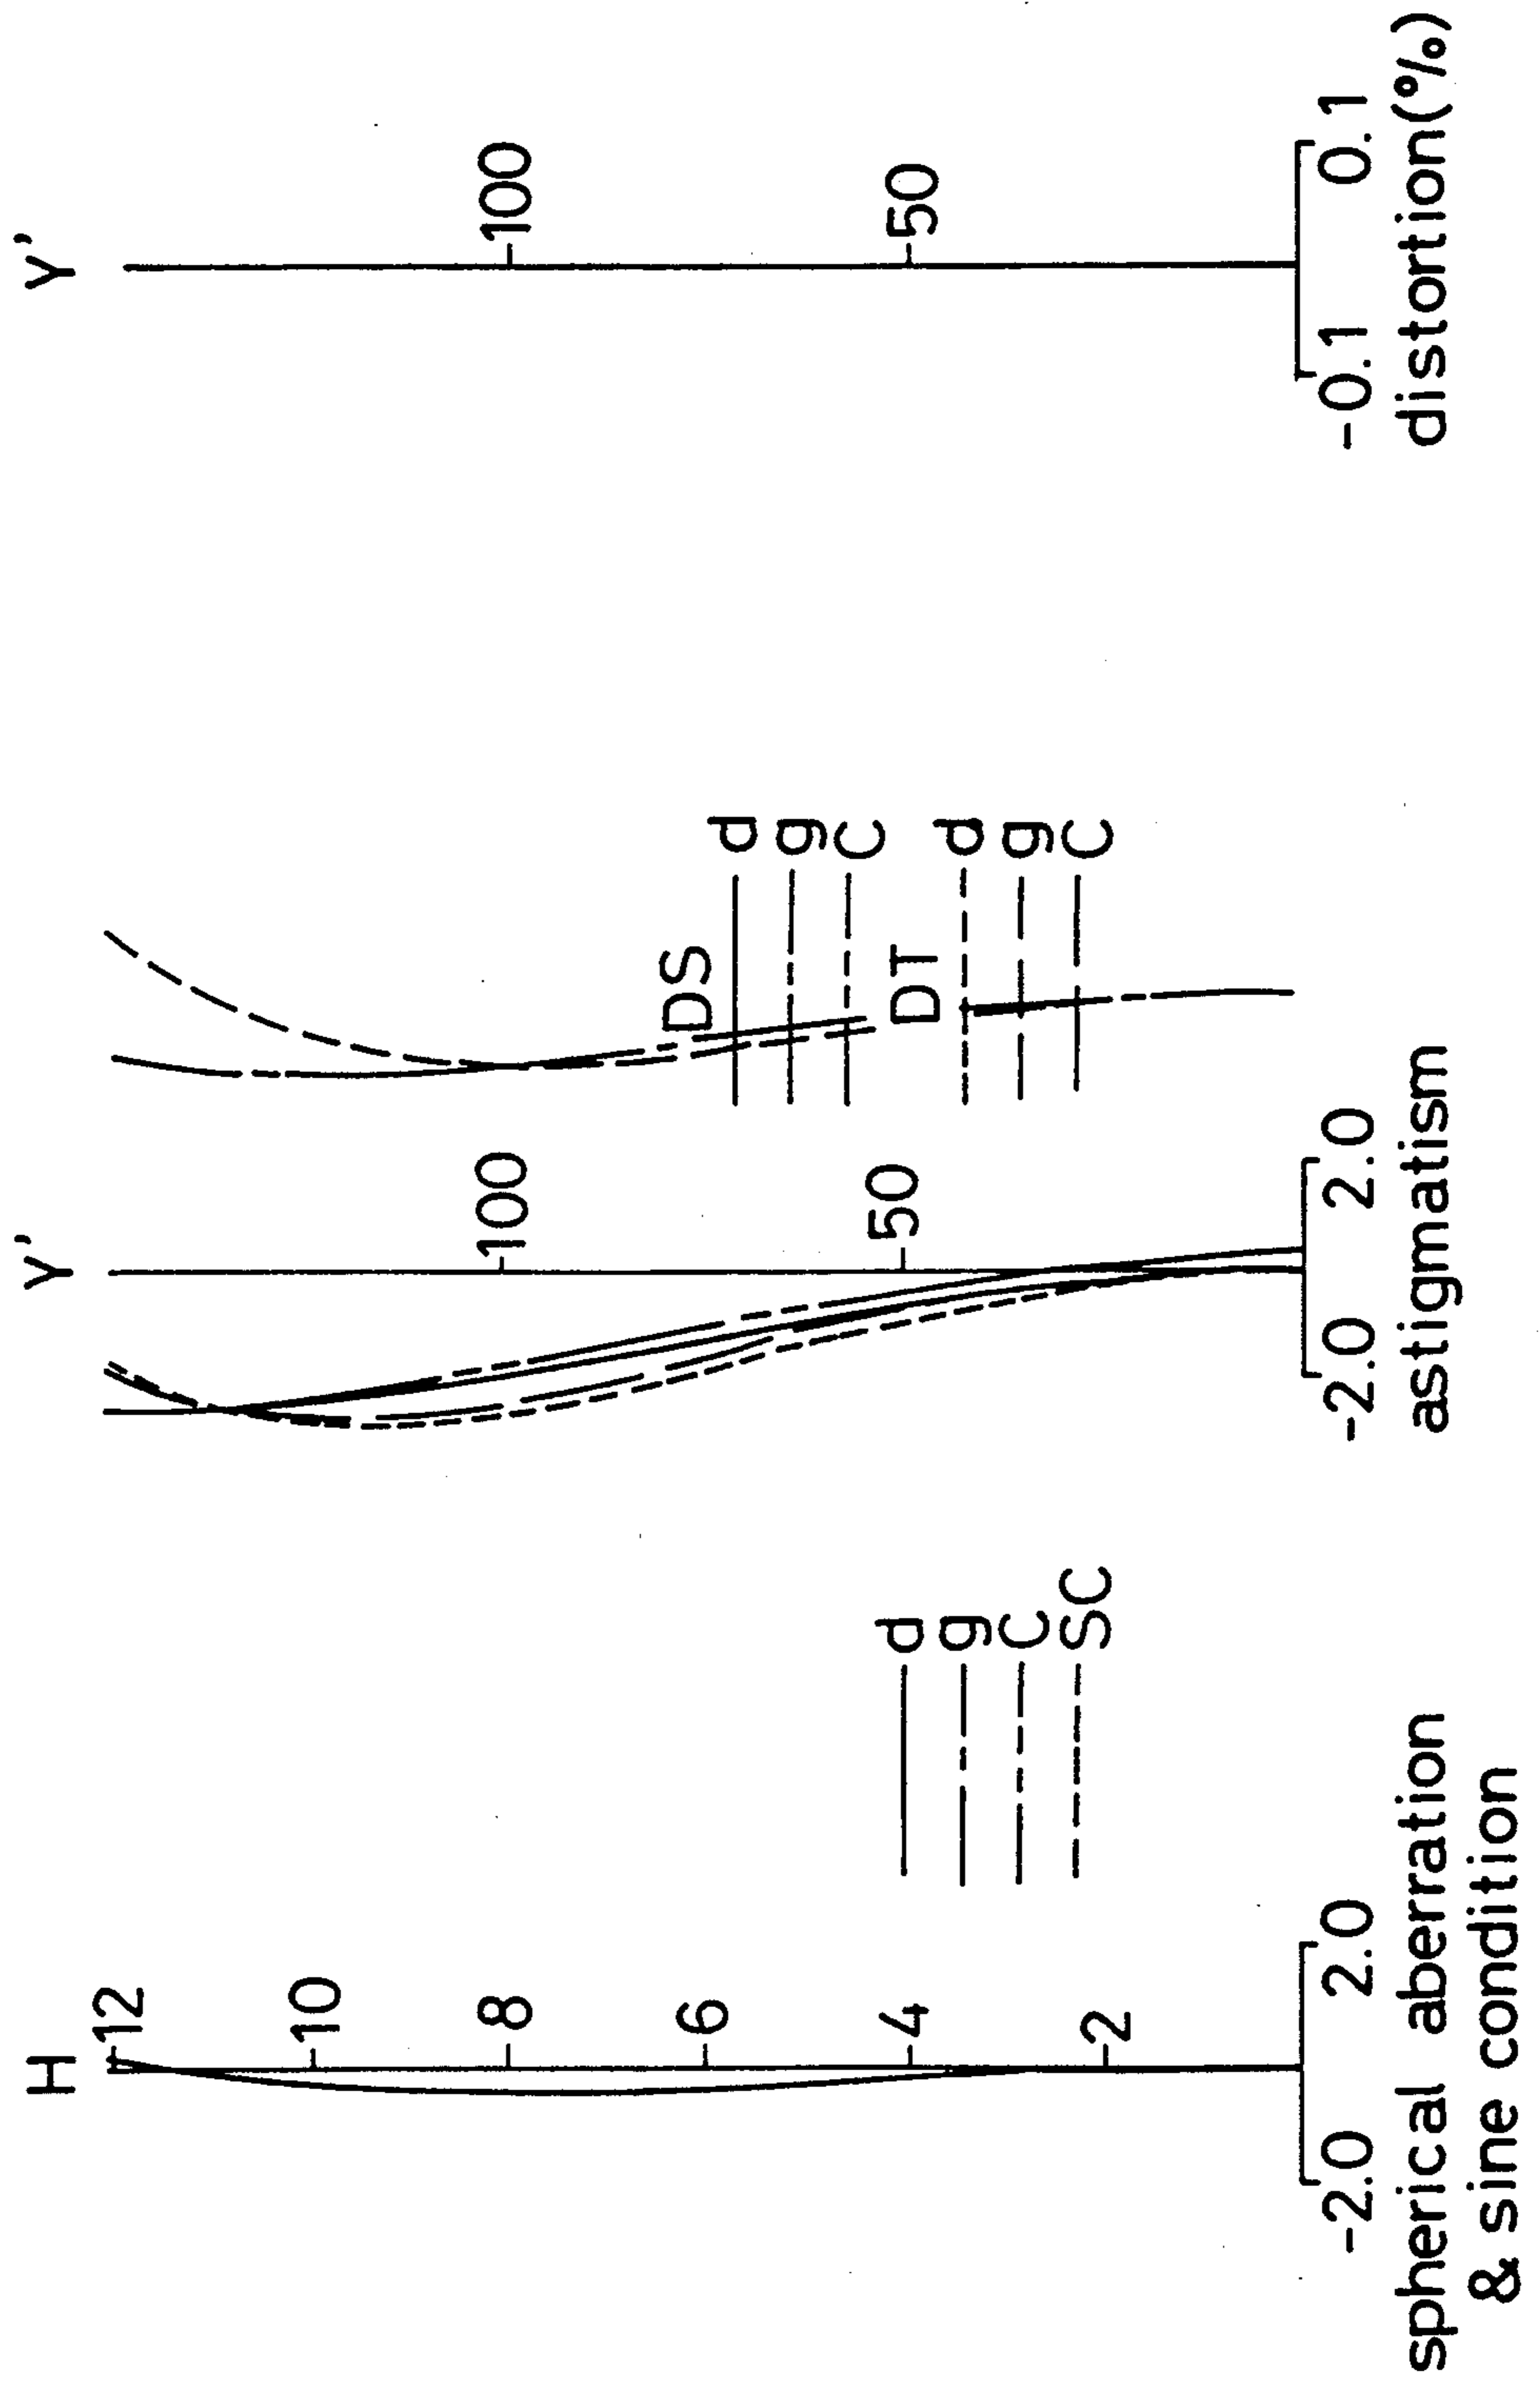 H
12
10
8
6
4
2
-2.0 2.0
spherical aberration
& sine condition
d
g
C
SC
y'
100
50
-2.0 2.0
astigmatism
DS
d
g
C
DT
d
g
C
y'
100
50
-0.1 0.1
distortion(%)